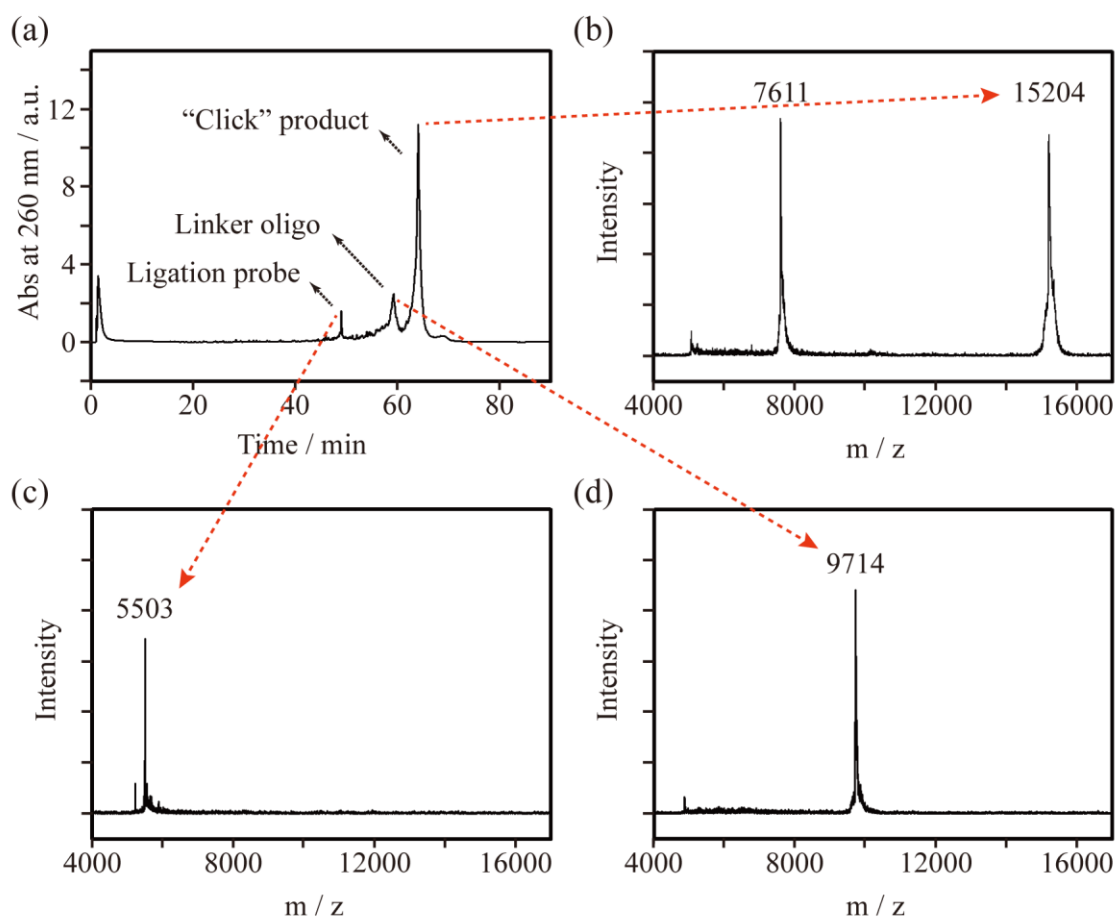 (a)
Abs at 260 nm / a.u.
12
8
4
0
“Click” product
Linker oligo
Ligation probe
0 20 40 60 80
Time / min
(b)
Intensity
7611
15204
4000 8000 12000 16000
m / z
(c)
Intensity
5503
4000 8000 12000 16000
m / z
(d)
Intensity
9714
4000 8000 12000 16000
m / z